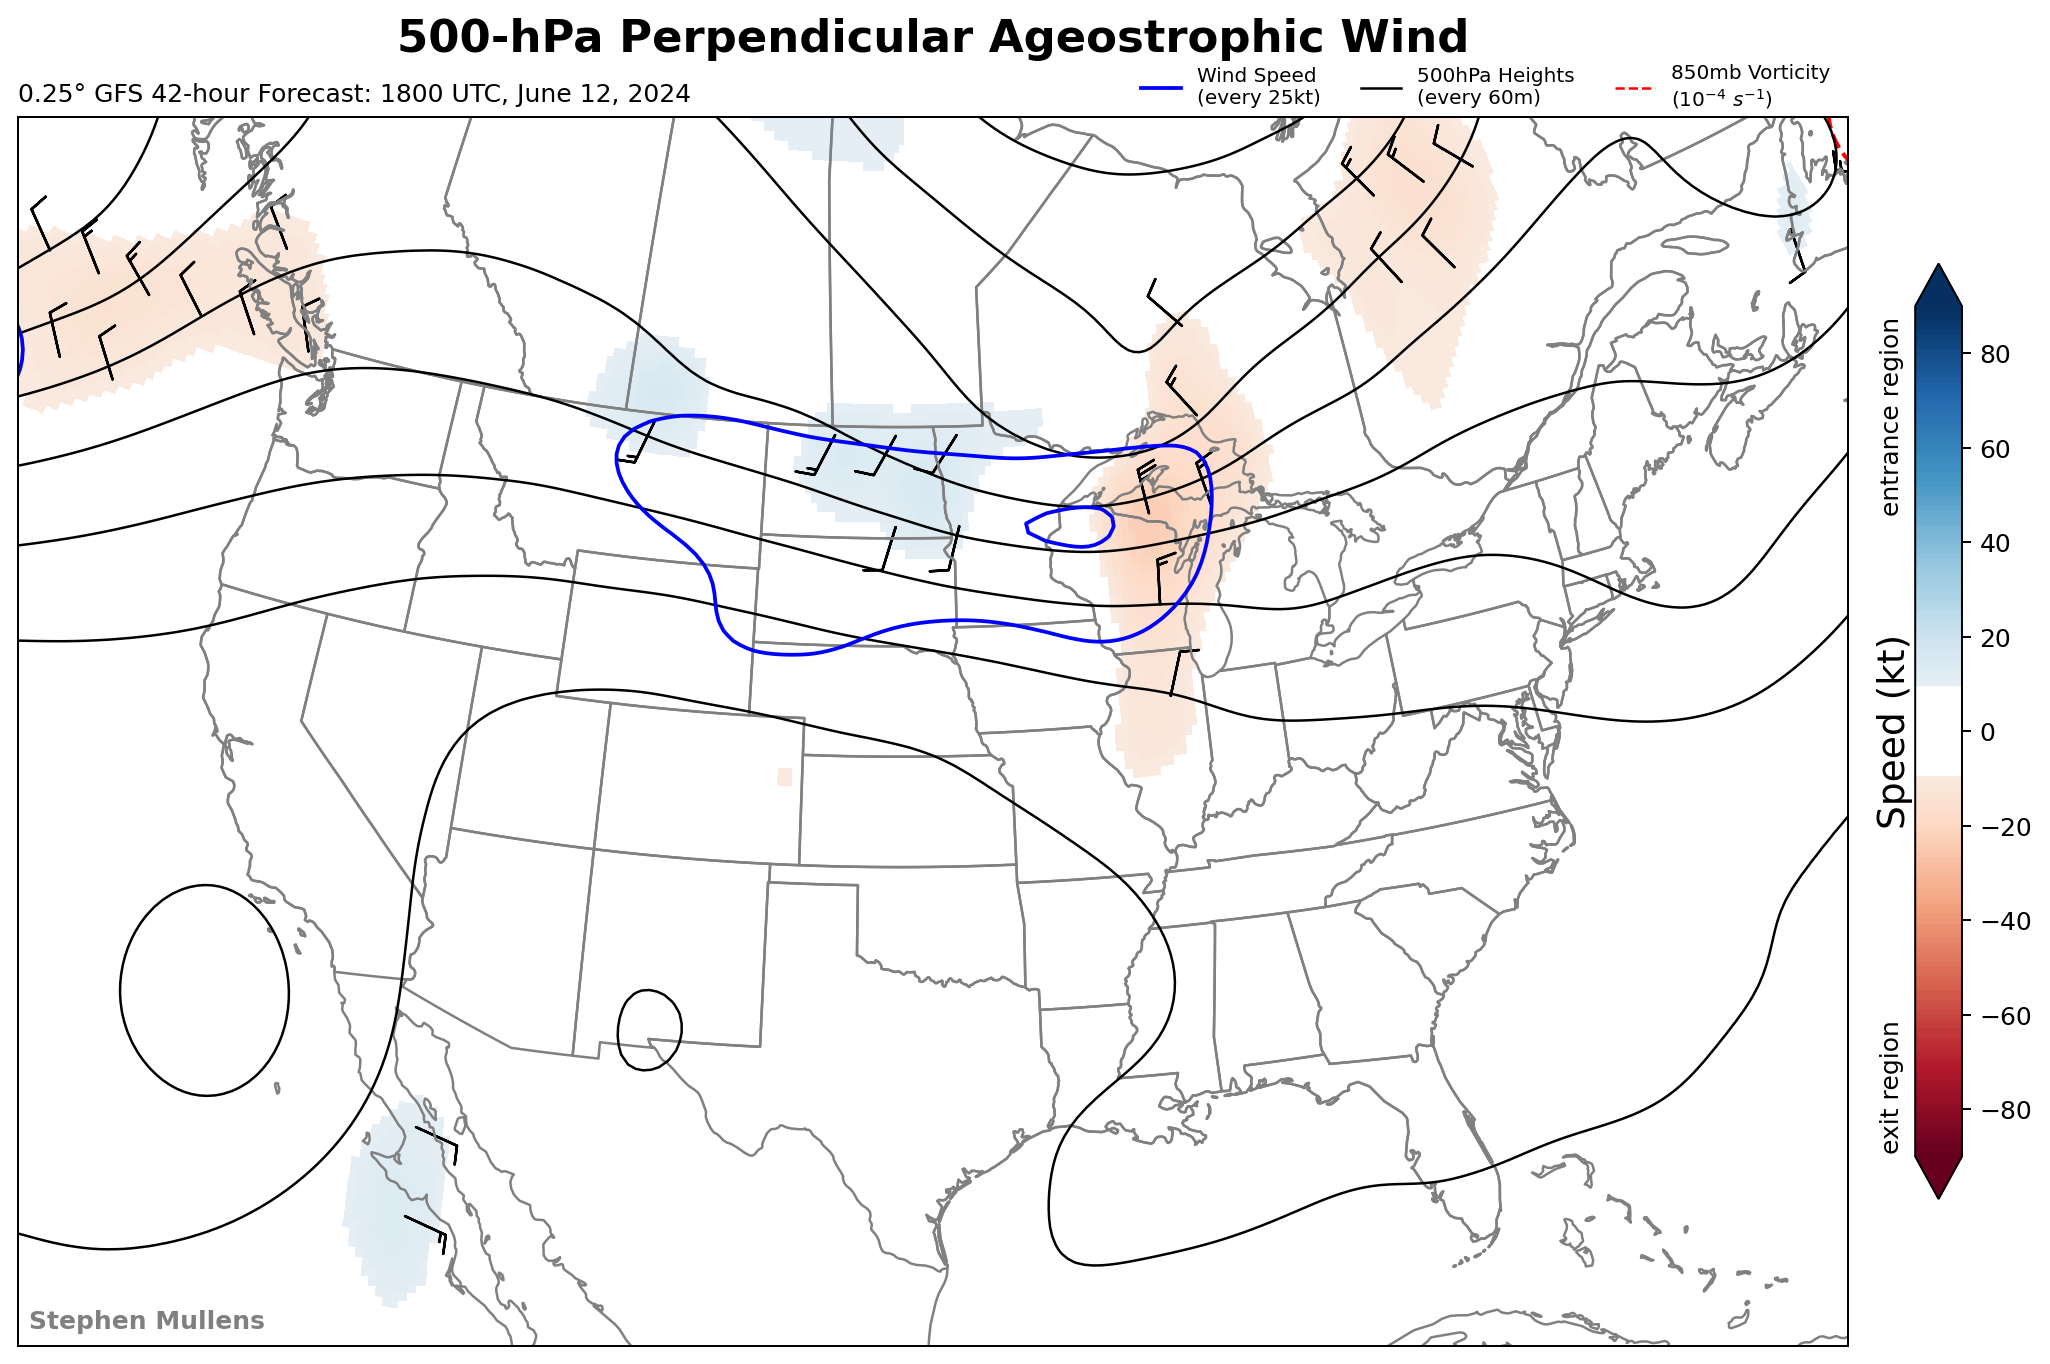 500-hPa Perpendicular Ageostrophic Wind
0.25° GFS 42-hour Forecast: 1800 UTC, June 12, 2024
Wind Speed
(every 25kt)
500hPa Heights
(every 60m)
850mb Vorticity
(10⁻⁴ s⁻¹)
entrance region
exit region
Speed (kt)
80
60
40
20
0
−20
−40
−60
−80
Stephen Mullens